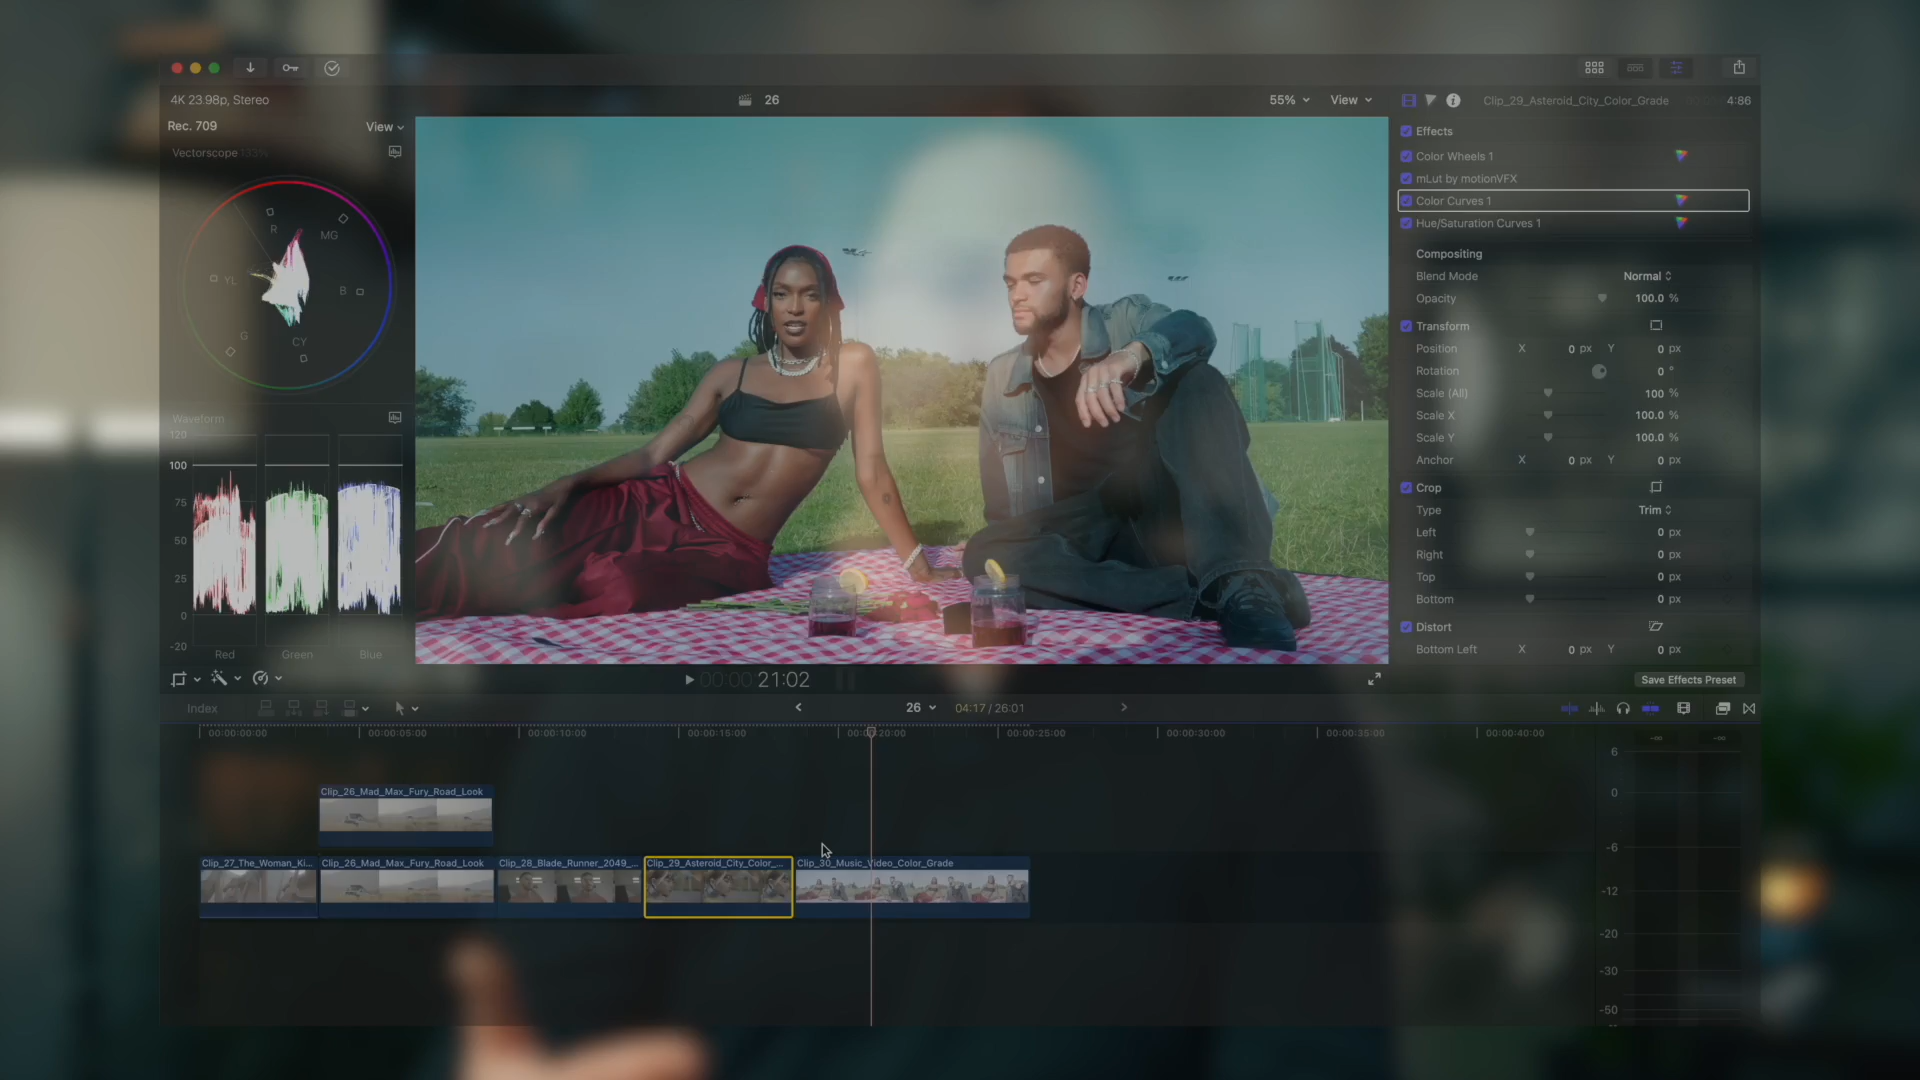 4K 23.98p, Stereo
26
55%
View
Clip_29_Asteroid_City_Color_Grade
4:86
Rec. 709
View
Vectorscope 133%
R
MG
YL
B
G
CY
Waveform
120
100
75
50
25
0
-20
Red
Green
Blue
Effects
Color Wheels 1
mLut by motionVFX
Color Curves 1
Hue/Saturation Curves 1
Compositing
Blend Mode Normal
Opacity 100.0 %
Transform
Position X 0 px Y 0 px
Rotation 0 °
Scale (All) 100 %
Scale X 100.0 %
Scale Y 100.0 %
Anchor X 0 px Y 0 px
Crop
Type Trim
Left 0 px
Right 0 px
Top 0 px
Bottom 0 px
Distort
Bottom Left X 0 px Y 0 px
00:00:21:02
Save Effects Preset
Index
26
04:17 / 26:01
00:00:00:00
00:00:05:00
00:00:10:00
00:00:15:00
00:00:20:00
00:00:25:00
00:00:30:00
00:00:35:00
00:00:40:00
Clip_26_Mad_Max_Fury_Road_Look
Clip_27_The_Woman_Ki...
Clip_26_Mad_Max_Fury_Road_Look
Clip_28_Blade_Runner_2049_...
Clip_29_Asteroid_City_Color_...
Clip_30_Music_Video_Color_Grade
-∞
-∞
6
0
-6
-12
-20
-30
-50